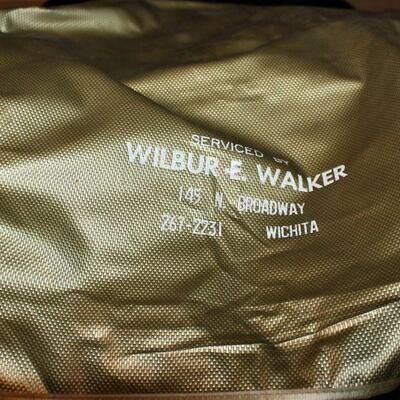 SERVICED BY
WILBUR E. WALKER
145 N. BROADWAY
267-2231 WICHITA